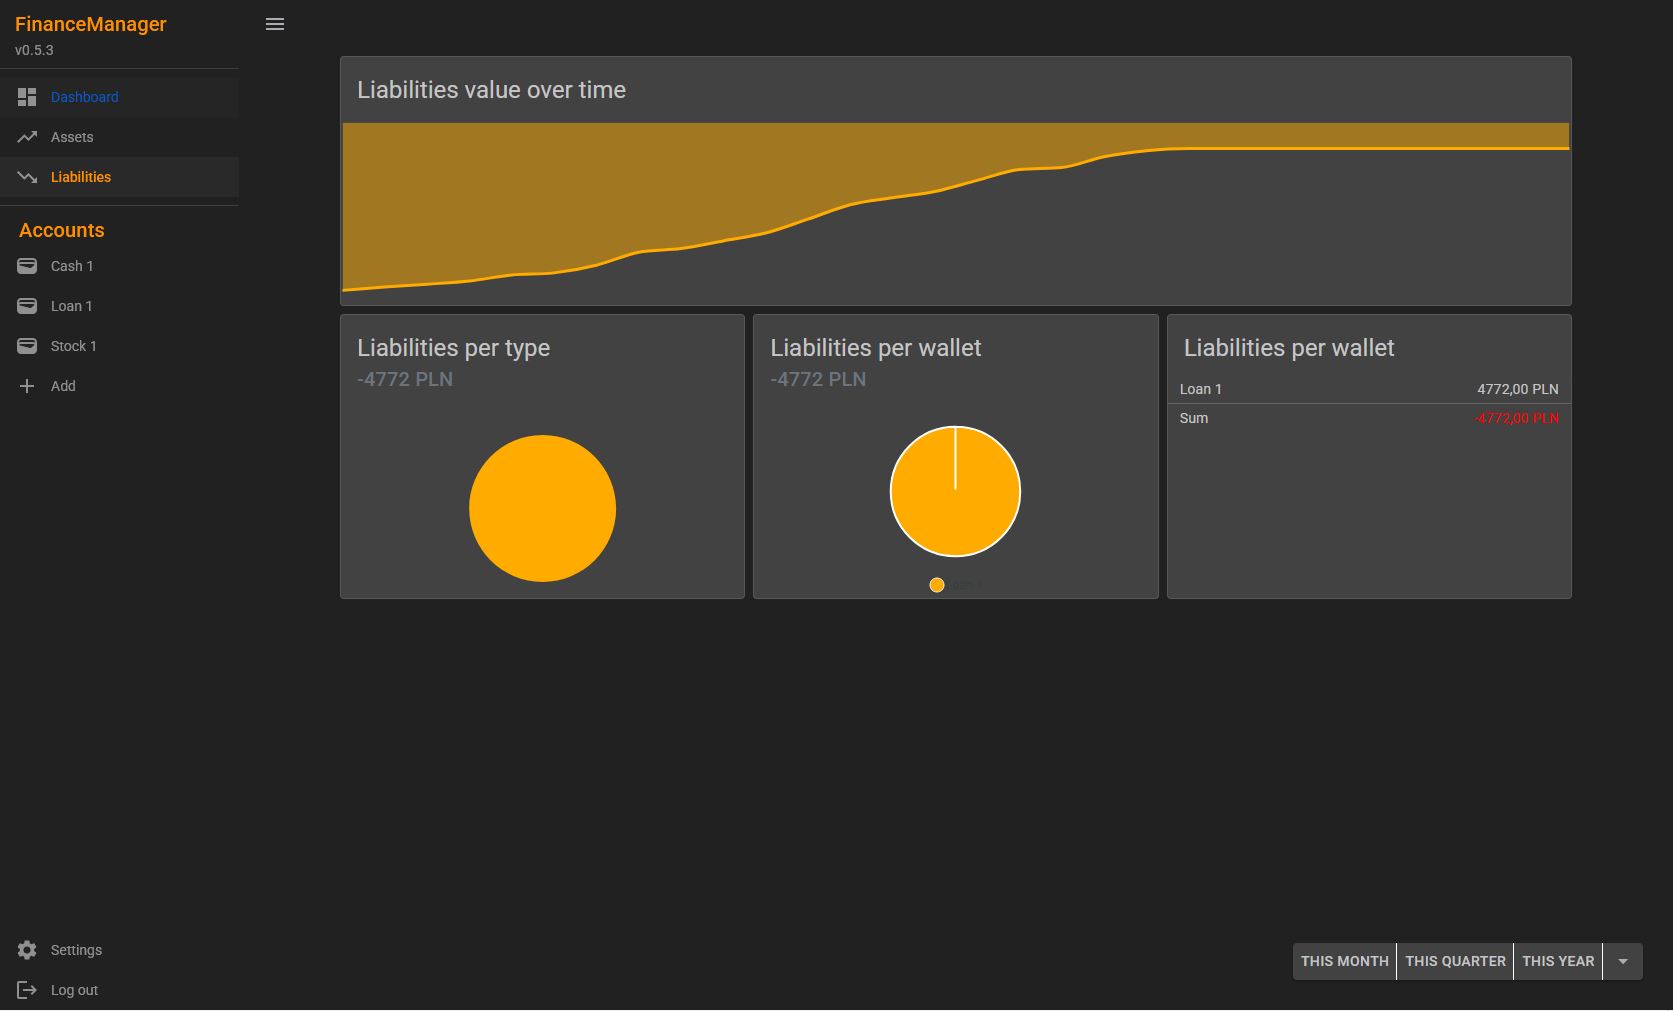 FinanceManager
v0.5.3
Dashboard
Assets
Liabilities
Accounts
Cash 1
Loan 1
Stock 1
Add
Settings
Log out
Liabilities value over time
Liabilities per type
-4772 PLN
Liabilities per wallet
-4772 PLN
Loan 1
Liabilities per wallet
Loan 1 4772,00 PLN
Sum -4772,00 PLN
THIS MONTH THIS QUARTER THIS YEAR